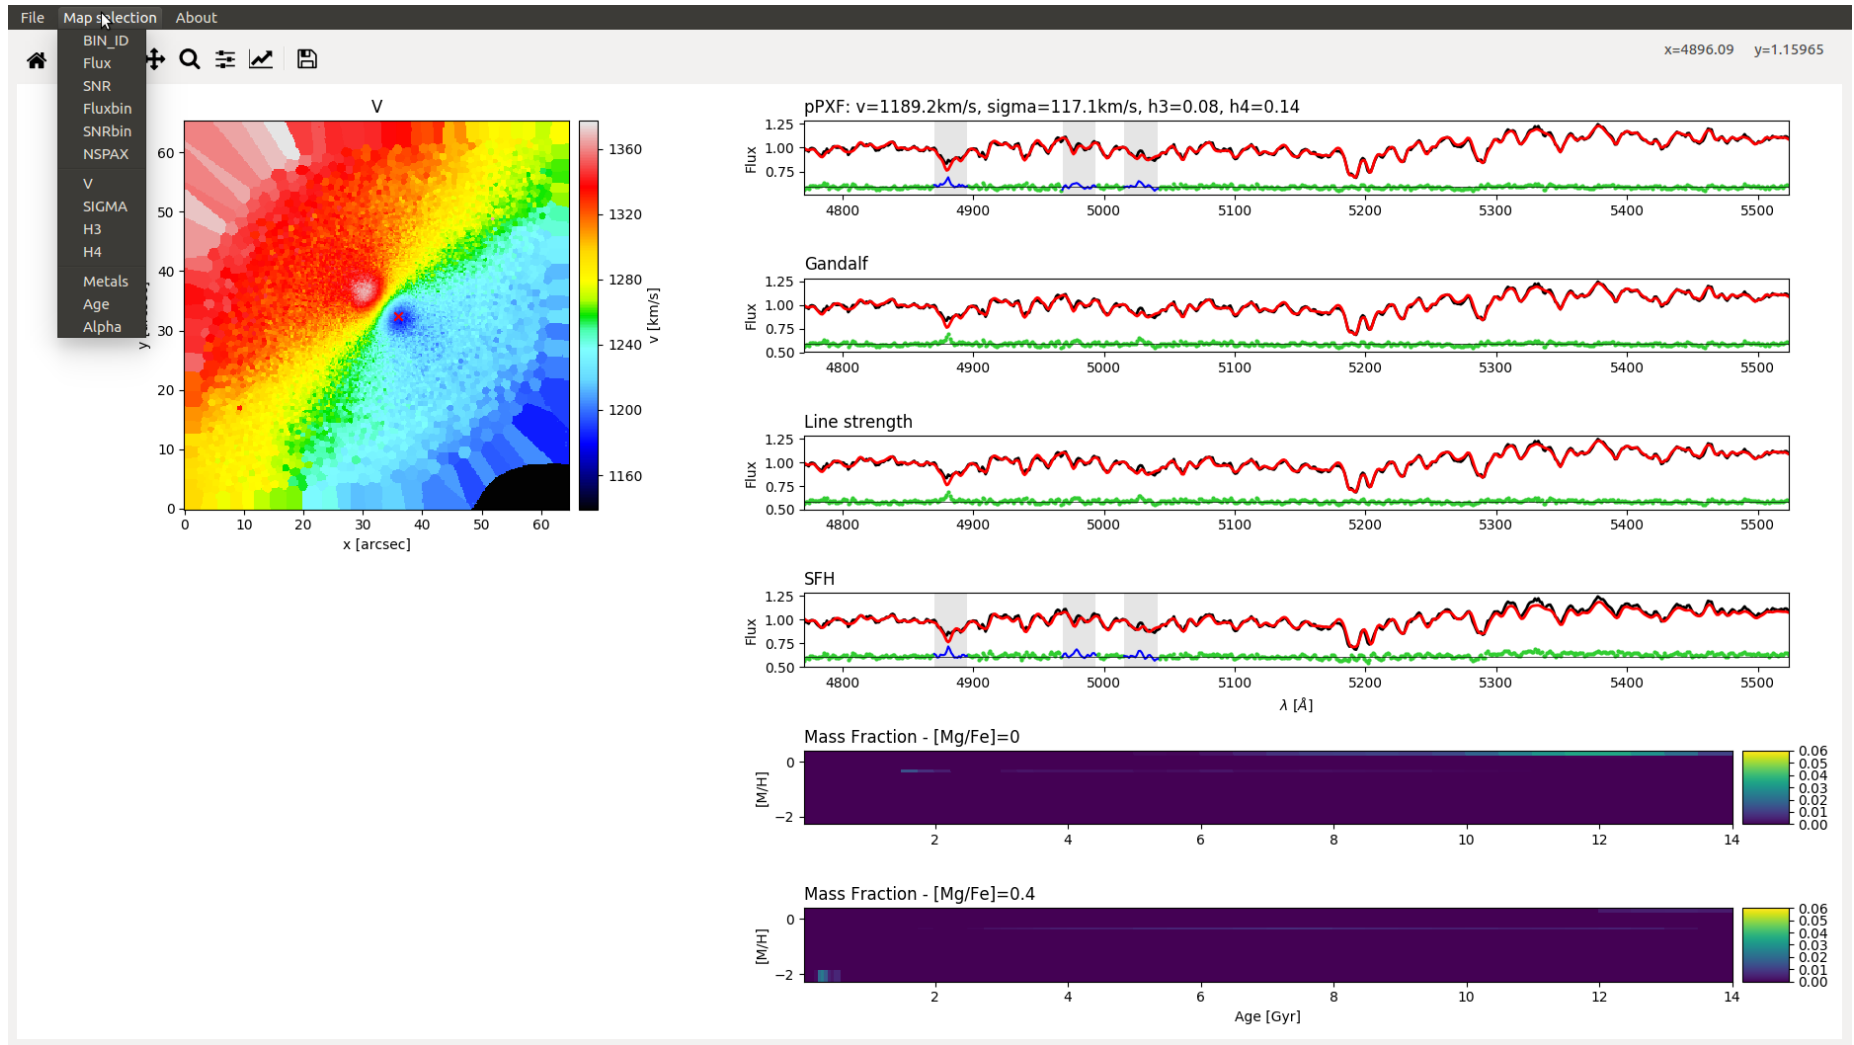 File Map selection About
x=4896.09 y=1.15965
BIN_ID
Flux
SNR
Fluxbin
SNRbin
NSPAX
V
SIGMA
H3
H4
Metals
Age
Alpha
V
60
50
40
30
20
10
0
0 10 20 30 40 50 60
x [arcsec]
1360
1320
1280
1240
1200
1160
v [km/s]
pPXF: v=1189.2km/s, sigma=117.1km/s, h3=0.08, h4=0.14
1.25
1.00
0.75
Flux
4800 4900 5000 5100 5200 5300 5400 5500
Gandalf
1.25
1.00
0.75
0.50
Flux
4800 4900 5000 5100 5200 5300 5400 5500
Line strength
1.25
1.00
0.75
0.50
Flux
4800 4900 5000 5100 5200 5300 5400 5500
SFH
1.25
1.00
0.75
0.50
Flux
4800 4900 5000 5100 5200 5300 5400 5500
λ [Å]
Mass Fraction - [Mg/Fe]=0
0
−2
[M/H]
2 4 6 8 10 12 14
0.06
0.05
0.04
0.03
0.02
0.01
0.00
Mass Fraction - [Mg/Fe]=0.4
0
−2
[M/H]
2 4 6 8 10 12 14
Age [Gyr]
0.06
0.05
0.04
0.03
0.02
0.01
0.00